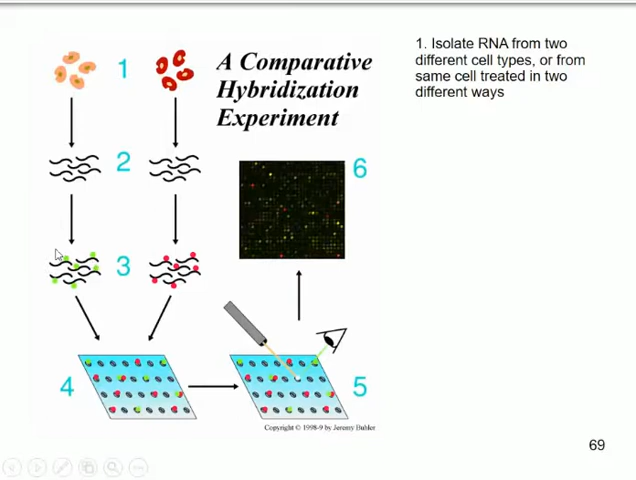 1
A Comparative
Hybridization
Experiment
2
3
4
5
6
Copyright © 1998-9 by Jeremy Buhler
1. Isolate RNA from two
different cell types, or from
same cell treated in two
different ways
69